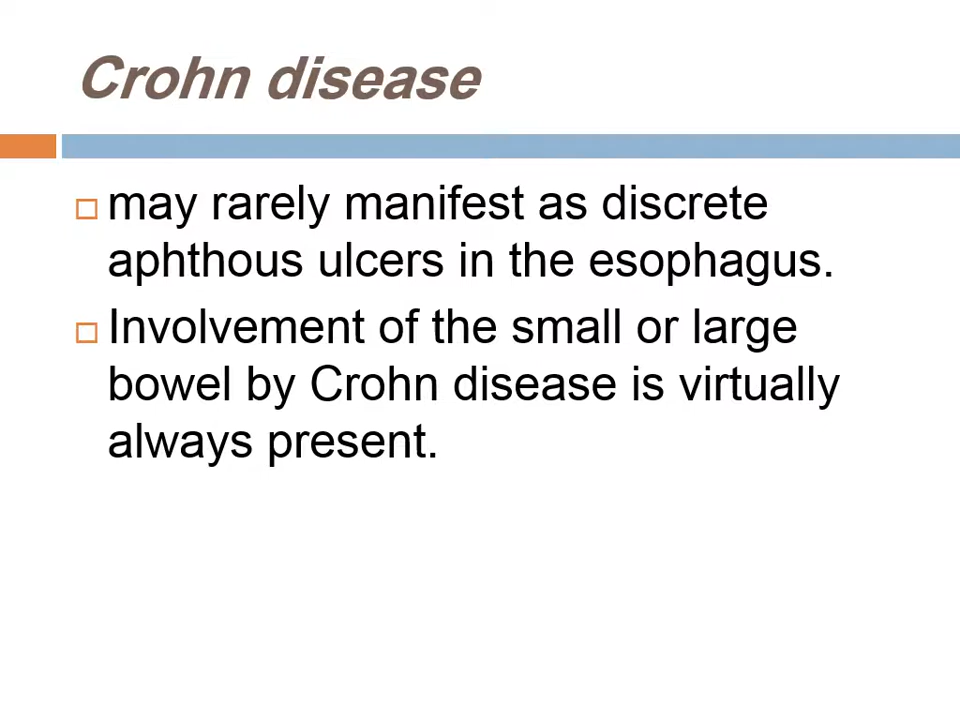 Crohn disease
may rarely manifest as discrete
aphthous ulcers in the esophagus.
Involvement of the small or large
bowel by Crohn disease is virtually
always present.